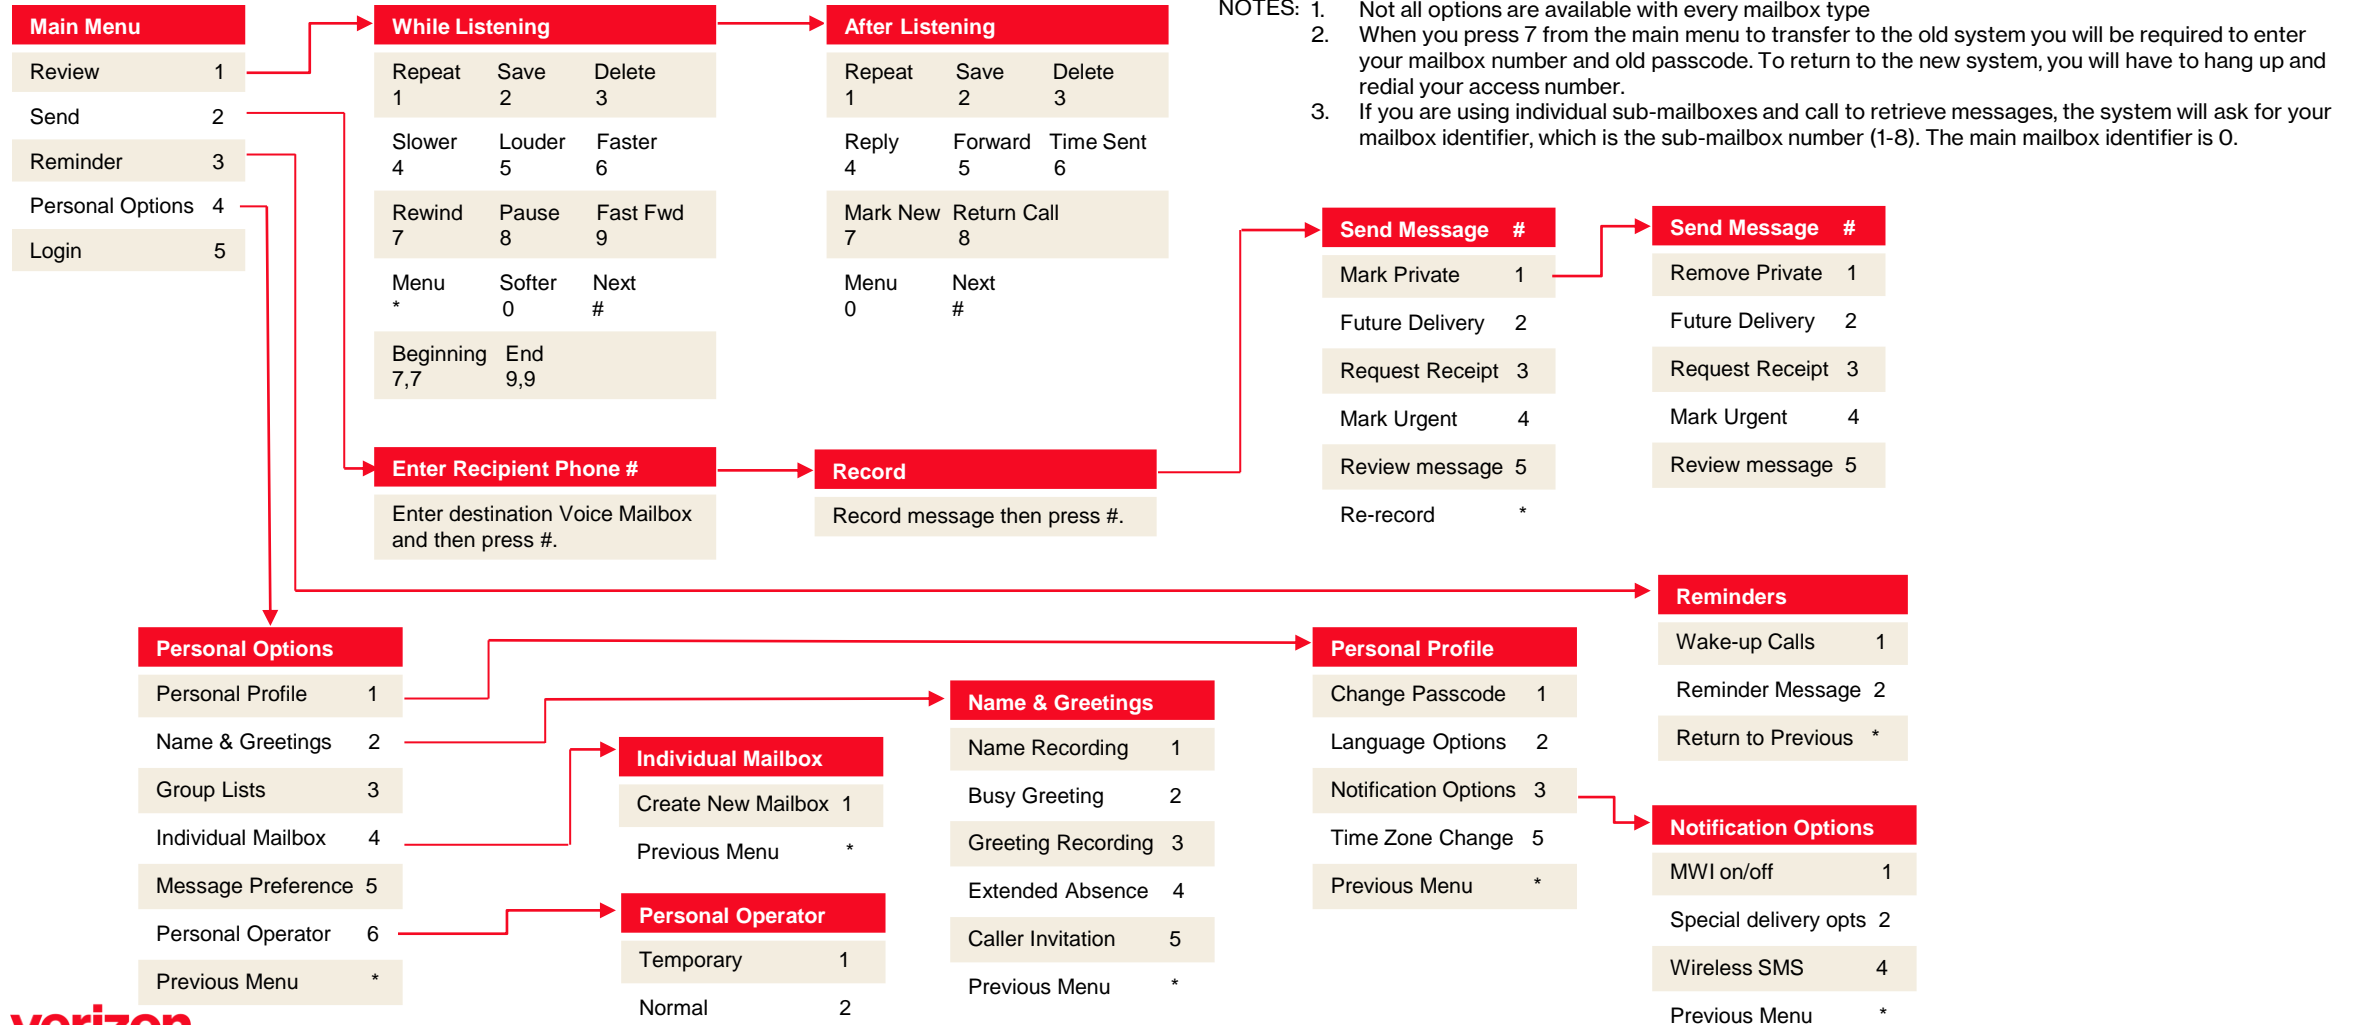 NOTES: 1. Not all options are available with every mailbox type
2. When you press 7 from the main menu to transfer to the old system you will be required to enter
your mailbox number and old passcode. To return to the new system, you will have to hang up and
redial your access number.
3. If you are using individual sub-mailboxes and call to retrieve messages, the system will ask for your
mailbox identifier, which is the sub-mailbox number (1-8). The main mailbox identifier is 0.
Main Menu
Review 1
Send 2
Reminder 3
Personal Options 4
Login 5
While Listening
Repeat Save Delete
1 2 3
Slower Louder Faster
4 5 6
Rewind Pause Fast Fwd
7 8 9
Menu Softer Next
* 0 #
Beginning End
7,7 9,9
After Listening
Repeat Save Delete
1 2 3
Reply Forward Time Sent
4 5 6
Mark New Return Call
7 8
Menu Next
0 #
Enter Recipient Phone #
Enter destination Voice Mailbox
and then press #.
Record
Record message then press #.
Send Message #
Mark Private 1
Future Delivery 2
Request Receipt 3
Mark Urgent 4
Review message 5
Re-record *
Send Message #
Remove Private 1
Future Delivery 2
Request Receipt 3
Mark Urgent 4
Review message 5
Reminders
Wake-up Calls 1
Reminder Message 2
Return to Previous *
Personal Options
Personal Profile 1
Name & Greetings 2
Group Lists 3
Individual Mailbox 4
Message Preference 5
Personal Operator 6
Previous Menu *
Individual Mailbox
Create New Mailbox 1
Previous Menu *
Personal Operator
Temporary 1
Normal 2
Name & Greetings
Name Recording 1
Busy Greeting 2
Greeting Recording 3
Extended Absence 4
Caller Invitation 5
Previous Menu *
Personal Profile
Change Passcode 1
Language Options 2
Notification Options 3
Time Zone Change 5
Previous Menu *
Notification Options
MWI on/off 1
Special delivery opts 2
Wireless SMS 4
Previous Menu *
verizon